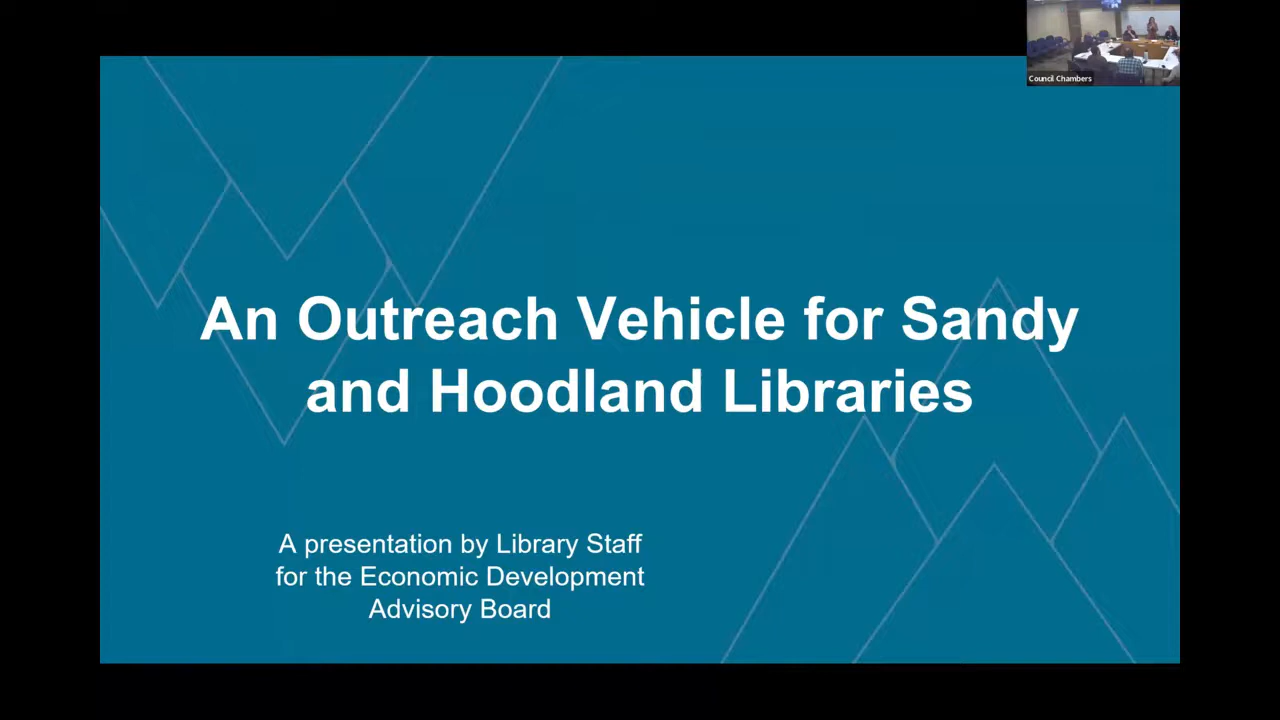 Council Chambers
An Outreach Vehicle for Sandy
and Hoodland Libraries
A presentation by Library Staff
for the Economic Development
Advisory Board